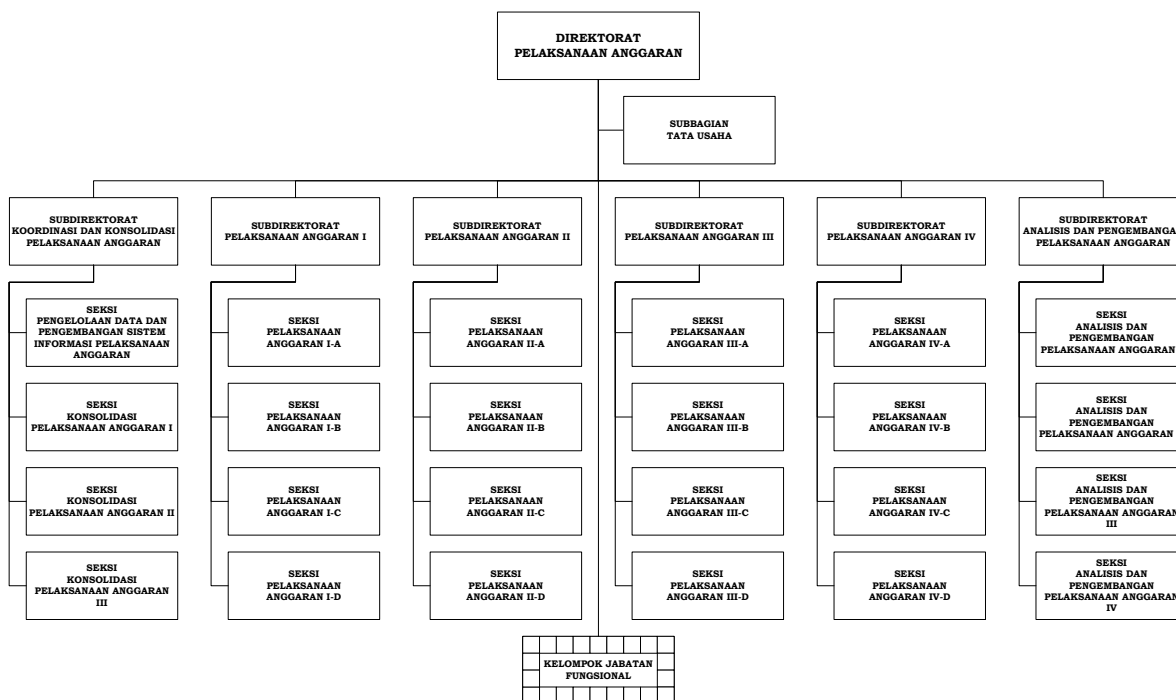 DIREKTORAT
PELAKSANAAN ANGGARAN
SUBBAGIAN
TATA USAHA
SUBDIREKTORAT
KOORDINASI DAN KONSOLIDASI
PELAKSANAAN ANGGARAN
SUBDIREKTORAT
PELAKSANAAN ANGGARAN I
SUBDIREKTORAT
PELAKSANAAN ANGGARAN II
SUBDIREKTORAT
PELAKSANAAN ANGGARAN III
SUBDIREKTORAT
PELAKSANAAN ANGGARAN IV
SUBDIREKTORAT
ANALISIS DAN PENGEMBANGA
PELAKSANAAN ANGGARAN
SEKSI
PENGELOLAAN DATA DAN
PENGEMBANGAN SISTEM
INFORMASI PELAKSANAAN
ANGGARAN
SEKSI
PELAKSANAAN
ANGGARAN I-A
SEKSI
PELAKSANAAN
ANGGARAN II-A
SEKSI
PELAKSANAAN
ANGGARAN III-A
SEKSI
PELAKSANAAN
ANGGARAN IV-A
SEKSI
ANALISIS DAN
PENGEMBANGAN
PELAKSANAAN ANGGARAN
SEKSI
KONSOLIDASI
PELAKSANAAN ANGGARAN I
SEKSI
PELAKSANAAN
ANGGARAN I-B
SEKSI
PELAKSANAAN
ANGGARAN II-B
SEKSI
PELAKSANAAN
ANGGARAN III-B
SEKSI
PELAKSANAAN
ANGGARAN IV-B
SEKSI
ANALISIS DAN
PENGEMBANGAN
PELAKSANAAN ANGGARAN
SEKSI
KONSOLIDASI
PELAKSANAAN ANGGARAN II
SEKSI
PELAKSANAAN
ANGGARAN I-C
SEKSI
PELAKSANAAN
ANGGARAN II-C
SEKSI
PELAKSANAAN
ANGGARAN III-C
SEKSI
PELAKSANAAN
ANGGARAN IV-C
SEKSI
ANALISIS DAN
PENGEMBANGAN
PELAKSANAAN ANGGARAN
III
SEKSI
KONSOLIDASI
PELAKSANAAN ANGGARAN
III
SEKSI
PELAKSANAAN
ANGGARAN I-D
SEKSI
PELAKSANAAN
ANGGARAN II-D
SEKSI
PELAKSANAAN
ANGGARAN III-D
SEKSI
PELAKSANAAN
ANGGARAN IV-D
SEKSI
ANALISIS DAN
PENGEMBANGAN
PELAKSANAAN ANGGARAN
IV
KELOMPOK JABATAN
FUNGSIONAL